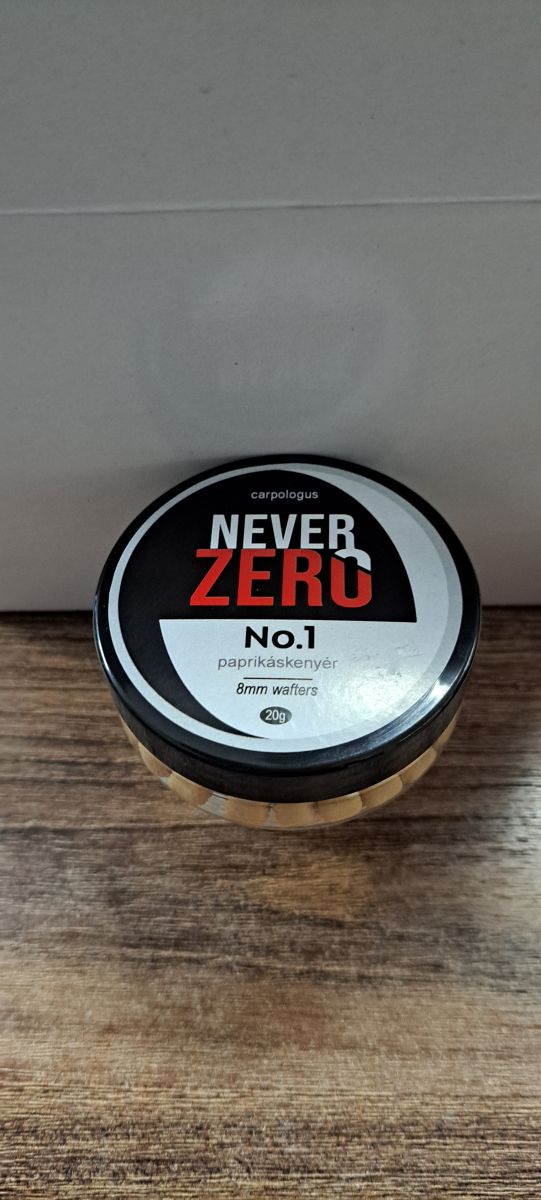 carpologus
NEVER
ZERO
No.1
paprikáskenyér
8mm wafters
20g